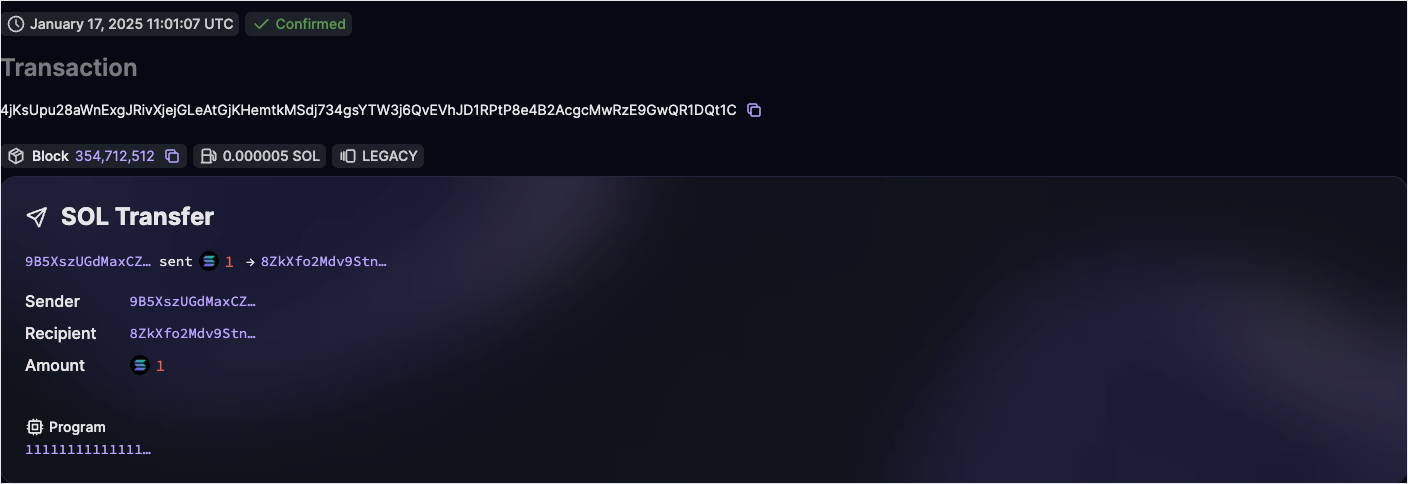 January 17, 2025 11:01:07 UTC Confirmed
Transaction
4jKsUpu28aWnExgJRivXjejGLeAtGjKHemtkMSdj734gsYTW3j6QvEVhJD1RPtP8e4B2AcgcMwRzE9GwQR1DQt1C
Block 354,712,512 0.000005 SOL LEGACY
SOL Transfer
9B5XszUGdMaxCZ… sent 1 → 8ZkXfo2Mdv9Stn…
Sender 9B5XszUGdMaxCZ…
Recipient 8ZkXfo2Mdv9Stn…
Amount 1
Program
11111111111111…